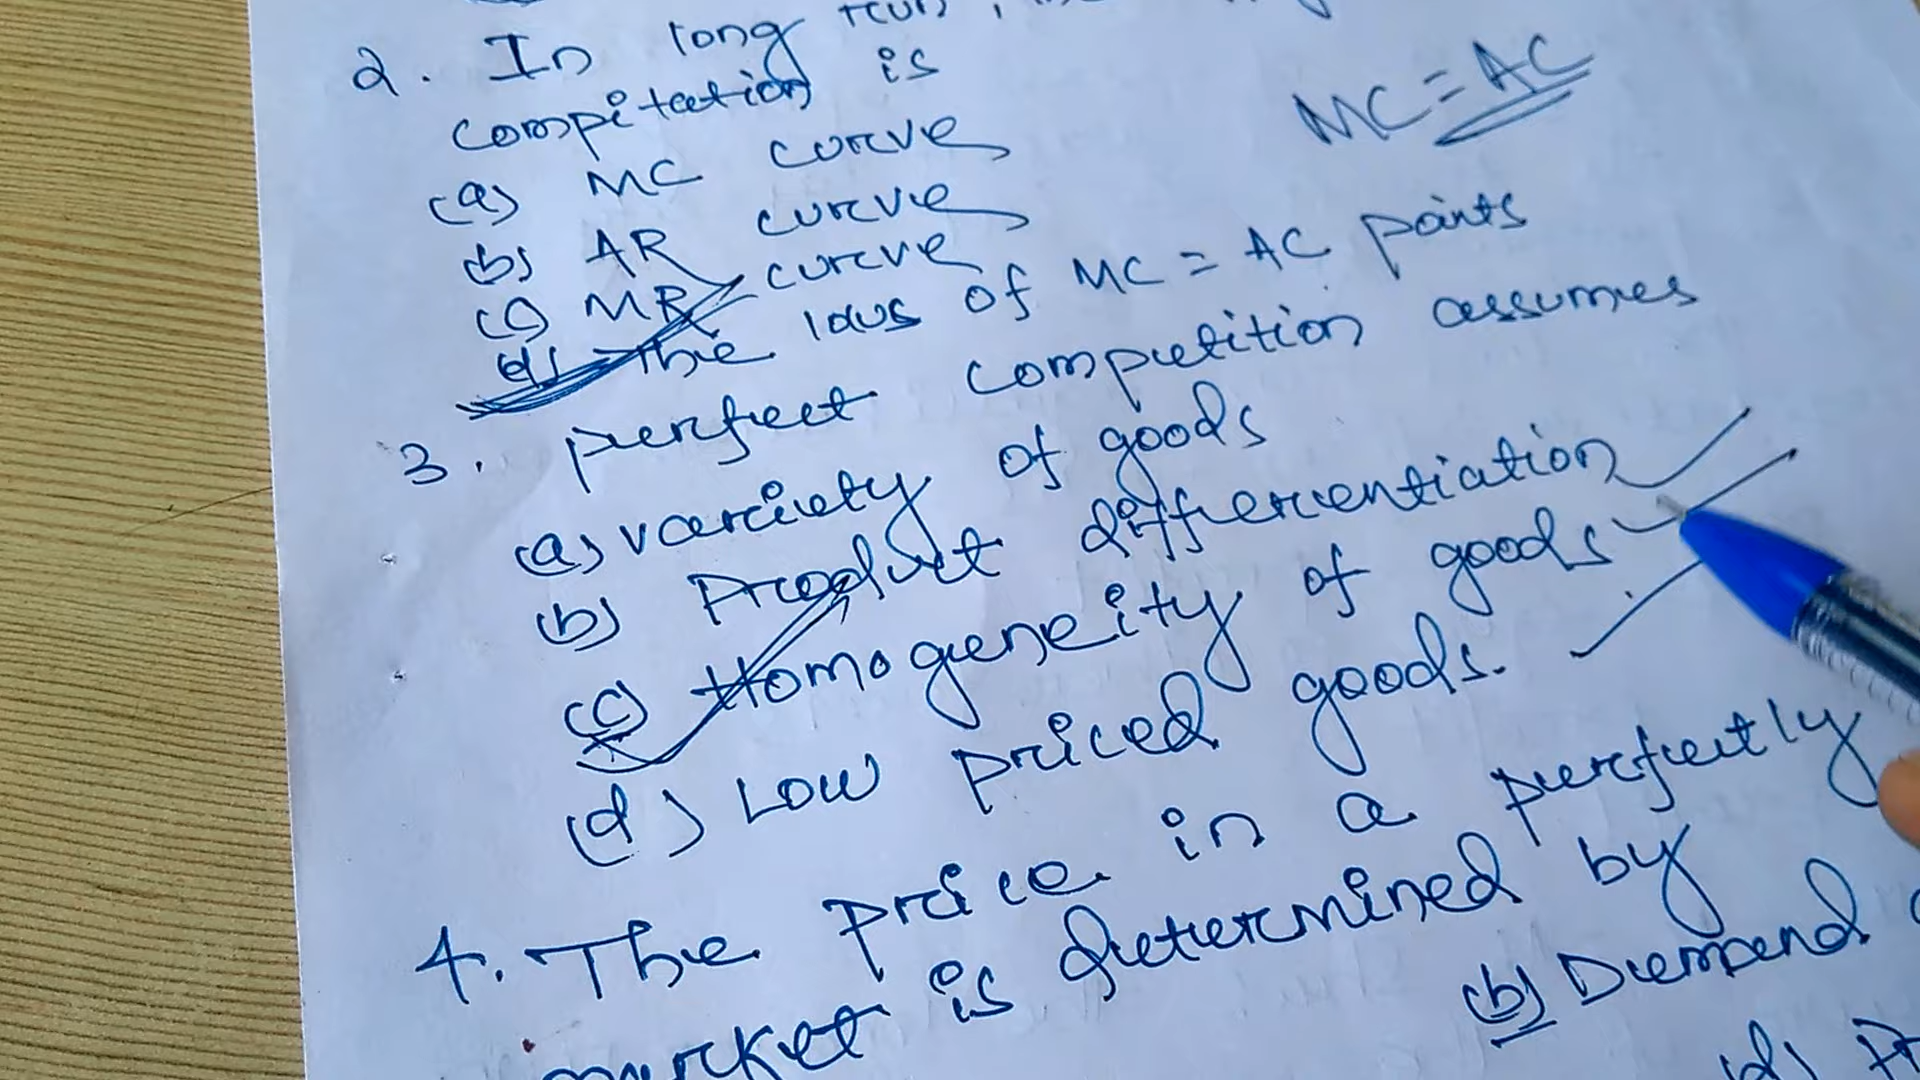 2. In long run,
compitation is
MC = AC
(a) MC curve
(b) AR curve
(c) MR curve
(d) The lous of MC = AC points
3. perfect competition assumes
(a) variety of goods
(b) Product differentiation
(c) Homogeneity of goods
(d) Low priced goods.
4. The price in a perfectly
market is determined by
(b) Demand
(d)